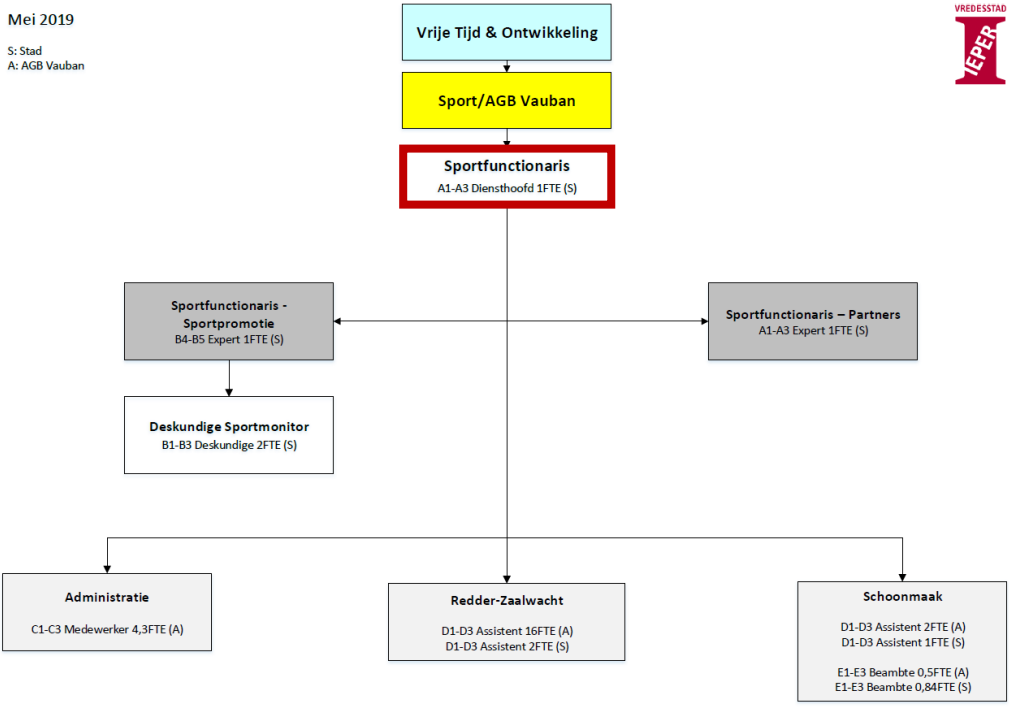 Mei 2019
S: Stad
A: AGB Vauban
VREDESSTAD
IEPER
Vrije Tijd & Ontwikkeling
Sport/AGB Vauban
Sportfunctionaris
A1-A3 Diensthoofd 1FTE (S)
Sportfunctionaris -
Sportpromotie
B4-B5 Expert 1FTE (S)
Sportfunctionaris – Partners
A1-A3 Expert 1FTE (S)
Deskundige Sportmonitor
B1-B3 Deskundige 2FTE (S)
Administratie
C1-C3 Medewerker 4,3FTE (A)
Redder-Zaalwacht
D1-D3 Assistent 16FTE (A)
D1-D3 Assistent 2FTE (S)
Schoonmaak
D1-D3 Assistent 2FTE (A)
D1-D3 Assistent 1FTE (S)
E1-E3 Beambte 0,5FTE (A)
E1-E3 Beambte 0,84FTE (S)